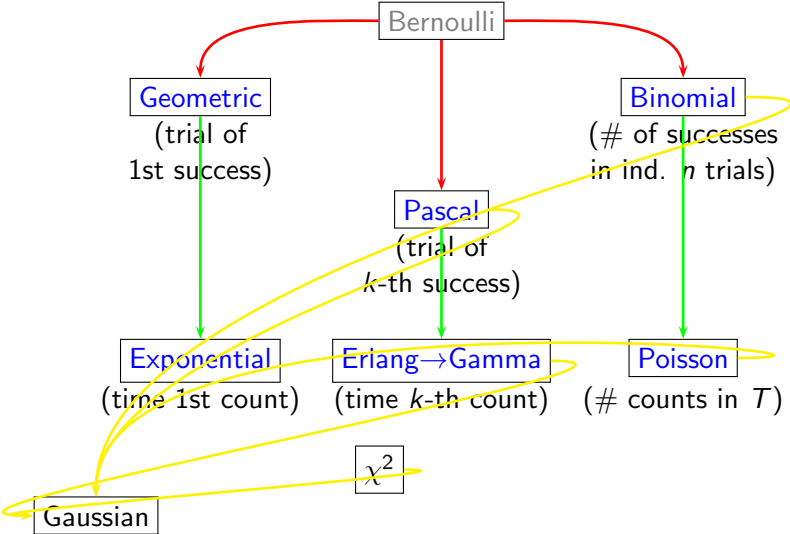 Bernoulli
Geometric
(trial of
1st success)
Binomial
(# of successes
in ind. n trials)
Pascal
(trial of
k-th success)
Exponential
(time 1st count)
Erlang→Gamma
(time k-th count)
Poisson
(# counts in T)
χ²
Gaussian